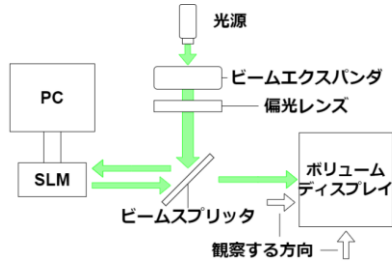 光源
ビームエクスパンダ
偏光レンズ
PC
SLM
ビームスプリッタ
ボリューム
ディスプレイ
観察する方向